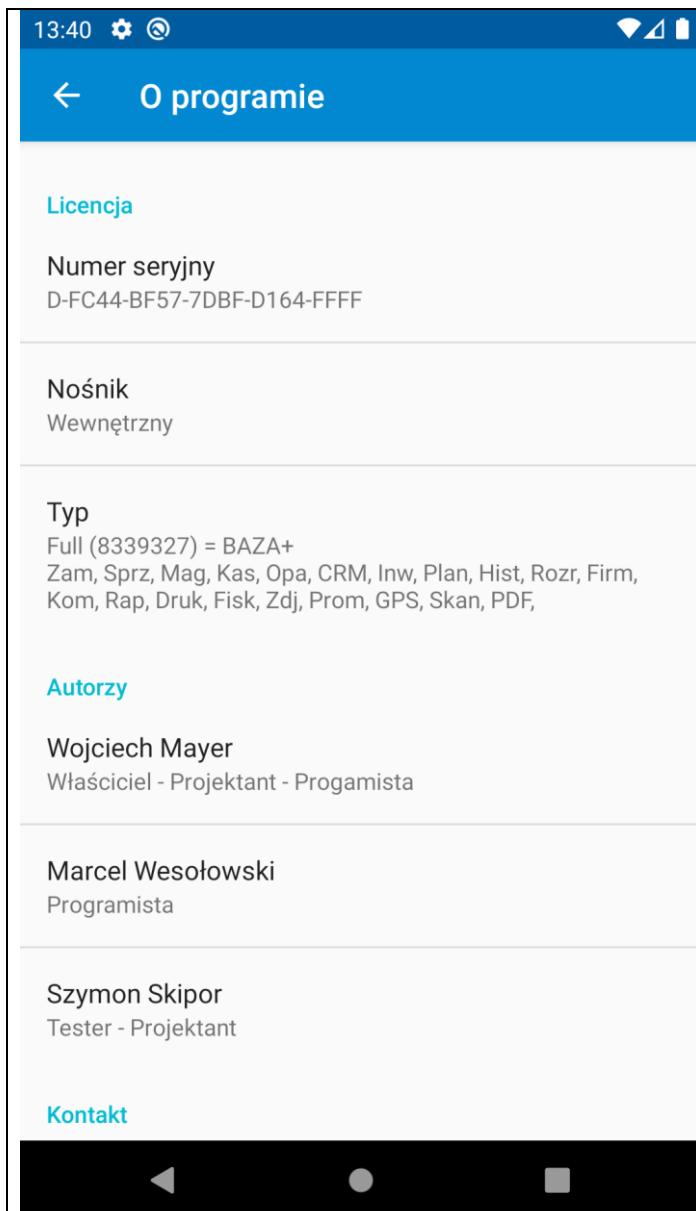 13:40
O programie
Licencja
Numer seryjny
D-FC44-BF57-7DBF-D164-FFFF
Nośnik
Wewnętrzny
Typ
Full (8339327) = BAZA+
Zam, Sprz, Mag, Kas, Opa, CRM, Inw, Plan, Hist, Rozr, Firm,
Kom, Rap, Druk, Fisk, Zdj, Prom, GPS, Skan, PDF,
Autorzy
Wojciech Mayer
Właściciel - Projektant - Progamista
Marcel Wesołowski
Programista
Szymon Skipor
Tester - Projektant
Kontakt